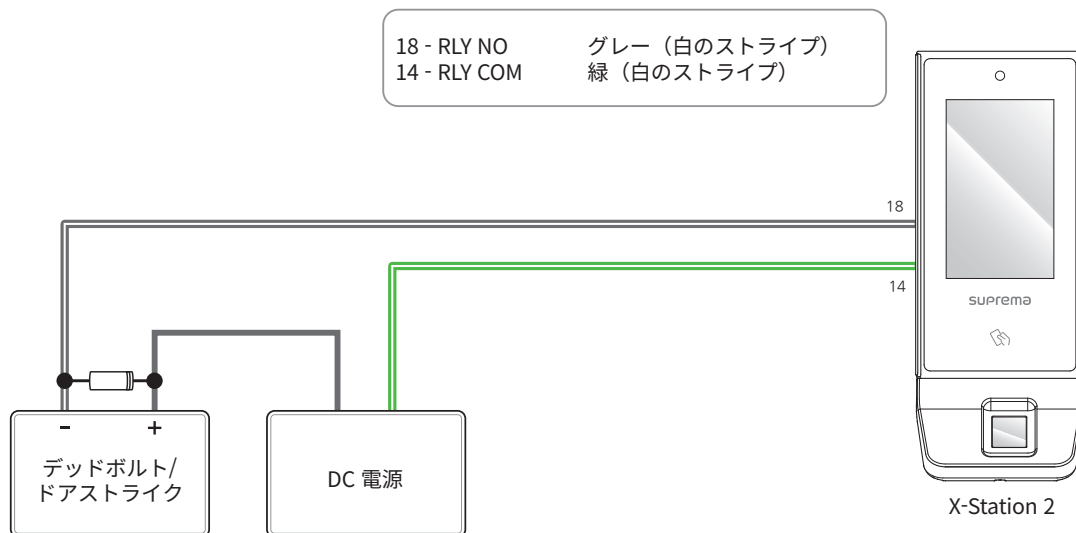 18 - RLY NO グレー（白のストライプ）
14 - RLY COM 緑（白のストライプ）
18
14
suprema
- +
デッドボルト/
ドアストライク
DC 電源
X-Station 2